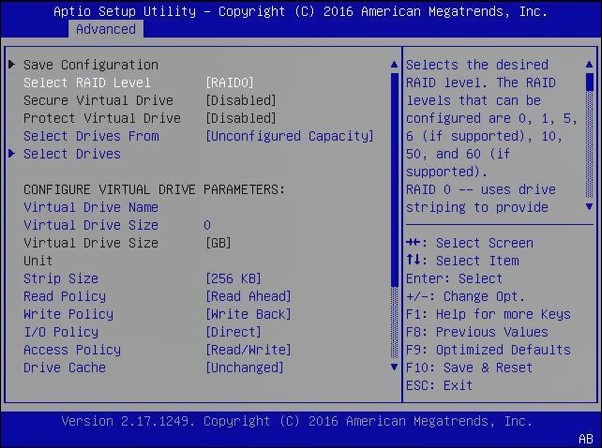 Aptio Setup Utility – Copyright (C) 2016 American Megatrends, Inc.
Advanced
Save Configuration
Select RAID Level [RAID0]
Secure Virtual Drive [Disabled]
Protect Virtual Drive [Disabled]
Select Drives From [Unconfigured Capacity]
Select Drives
CONFIGURE VIRTUAL DRIVE PARAMETERS:
Virtual Drive Name
Virtual Drive Size 0
Virtual Drive Size [GB]
Unit
Strip Size [256 KB]
Read Policy [Read Ahead]
Write Policy [Write Back]
I/O Policy [Direct]
Access Policy [Read/Write]
Drive Cache [Unchanged]
Selects the desired
RAID level. The RAID
levels that can be
configured are 0, 1, 5,
6 (if supported), 10,
50, and 60 (if
supported).
RAID 0 -- uses drive
striping to provide
→←: Select Screen
↑↓: Select Item
Enter: Select
+/-: Change Opt.
F1: Help for more Keys
F8: Previous Values
F9: Optimized Defaults
F10: Save & Reset
ESC: Exit
Version 2.17.1249. Copyright (C) 2016 American Megatrends, Inc.
AB